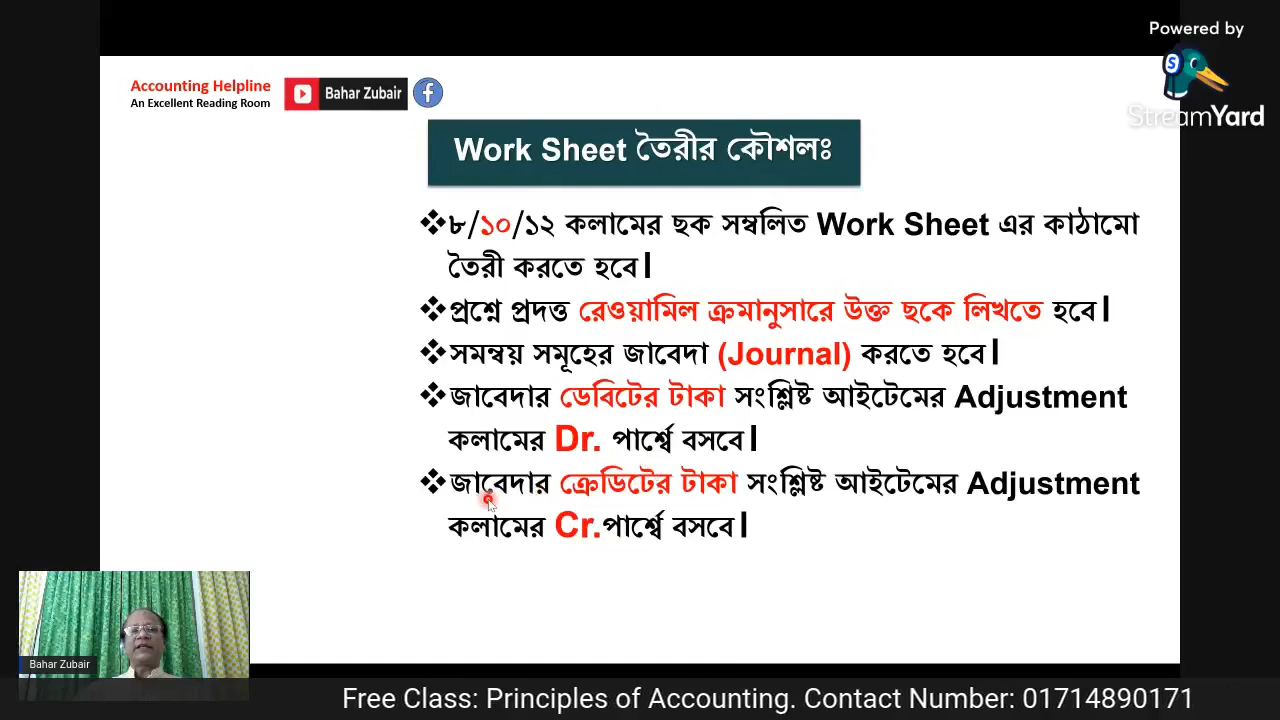 Powered by
StreamYard
Accounting Helpline
An Excellent Reading Room
Bahar Zubair
Work Sheet তৈরীর কৌশলঃ
❖৮/১০/১২ কলামের ছক সম্বলিত Work Sheet এর কাঠামো
তৈরী করতে হবে।
❖প্রশ্নে প্রদত্ত রেওয়ামিল ক্রমানুসারে উক্ত ছকে লিখতে হবে।
❖সমন্বয় সমূহের জাবেদা (Journal) করতে হবে।
❖জাবেদার ডেবিটের টাকা সংশ্লিষ্ট আইটেমের Adjustment
কলামের Dr. পার্শ্বে বসবে।
❖জাবেদার ক্রেডিটের টাকা সংশ্লিষ্ট আইটেমের Adjustment
কলামের Cr.পার্শ্বে বসবে।
Bahar Zubair
Free Class: Principles of Accounting. Contact Number: 01714890171